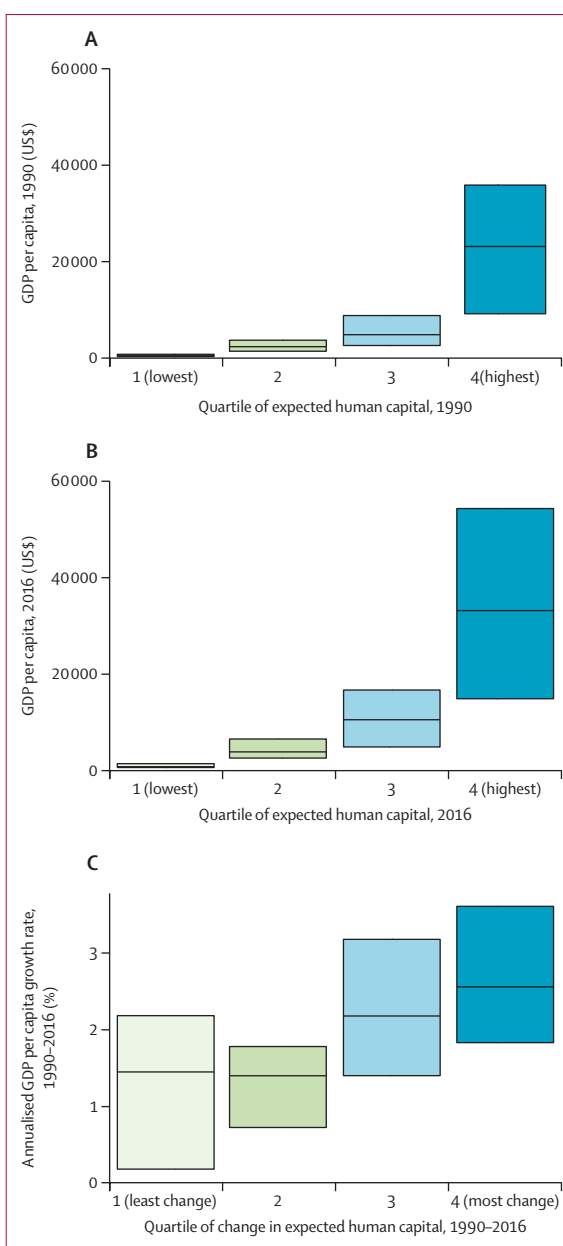 A
60000
40000
20000
0
GDP per capita, 1990 (US$)
1 (lowest) 2 3 4(highest)
Quartile of expected human capital, 1990
B
60000
40000
20000
0
GDP per capita, 2016 (US$)
1 (lowest) 2 3 4 (highest)
Quartile of expected human capital, 2016
C
3
2
1
0
Annualised GDP per capita growth rate,
1990–2016 (%)
1 (least change) 2 3 4 (most change)
Quartile of change in expected human capital, 1990–2016